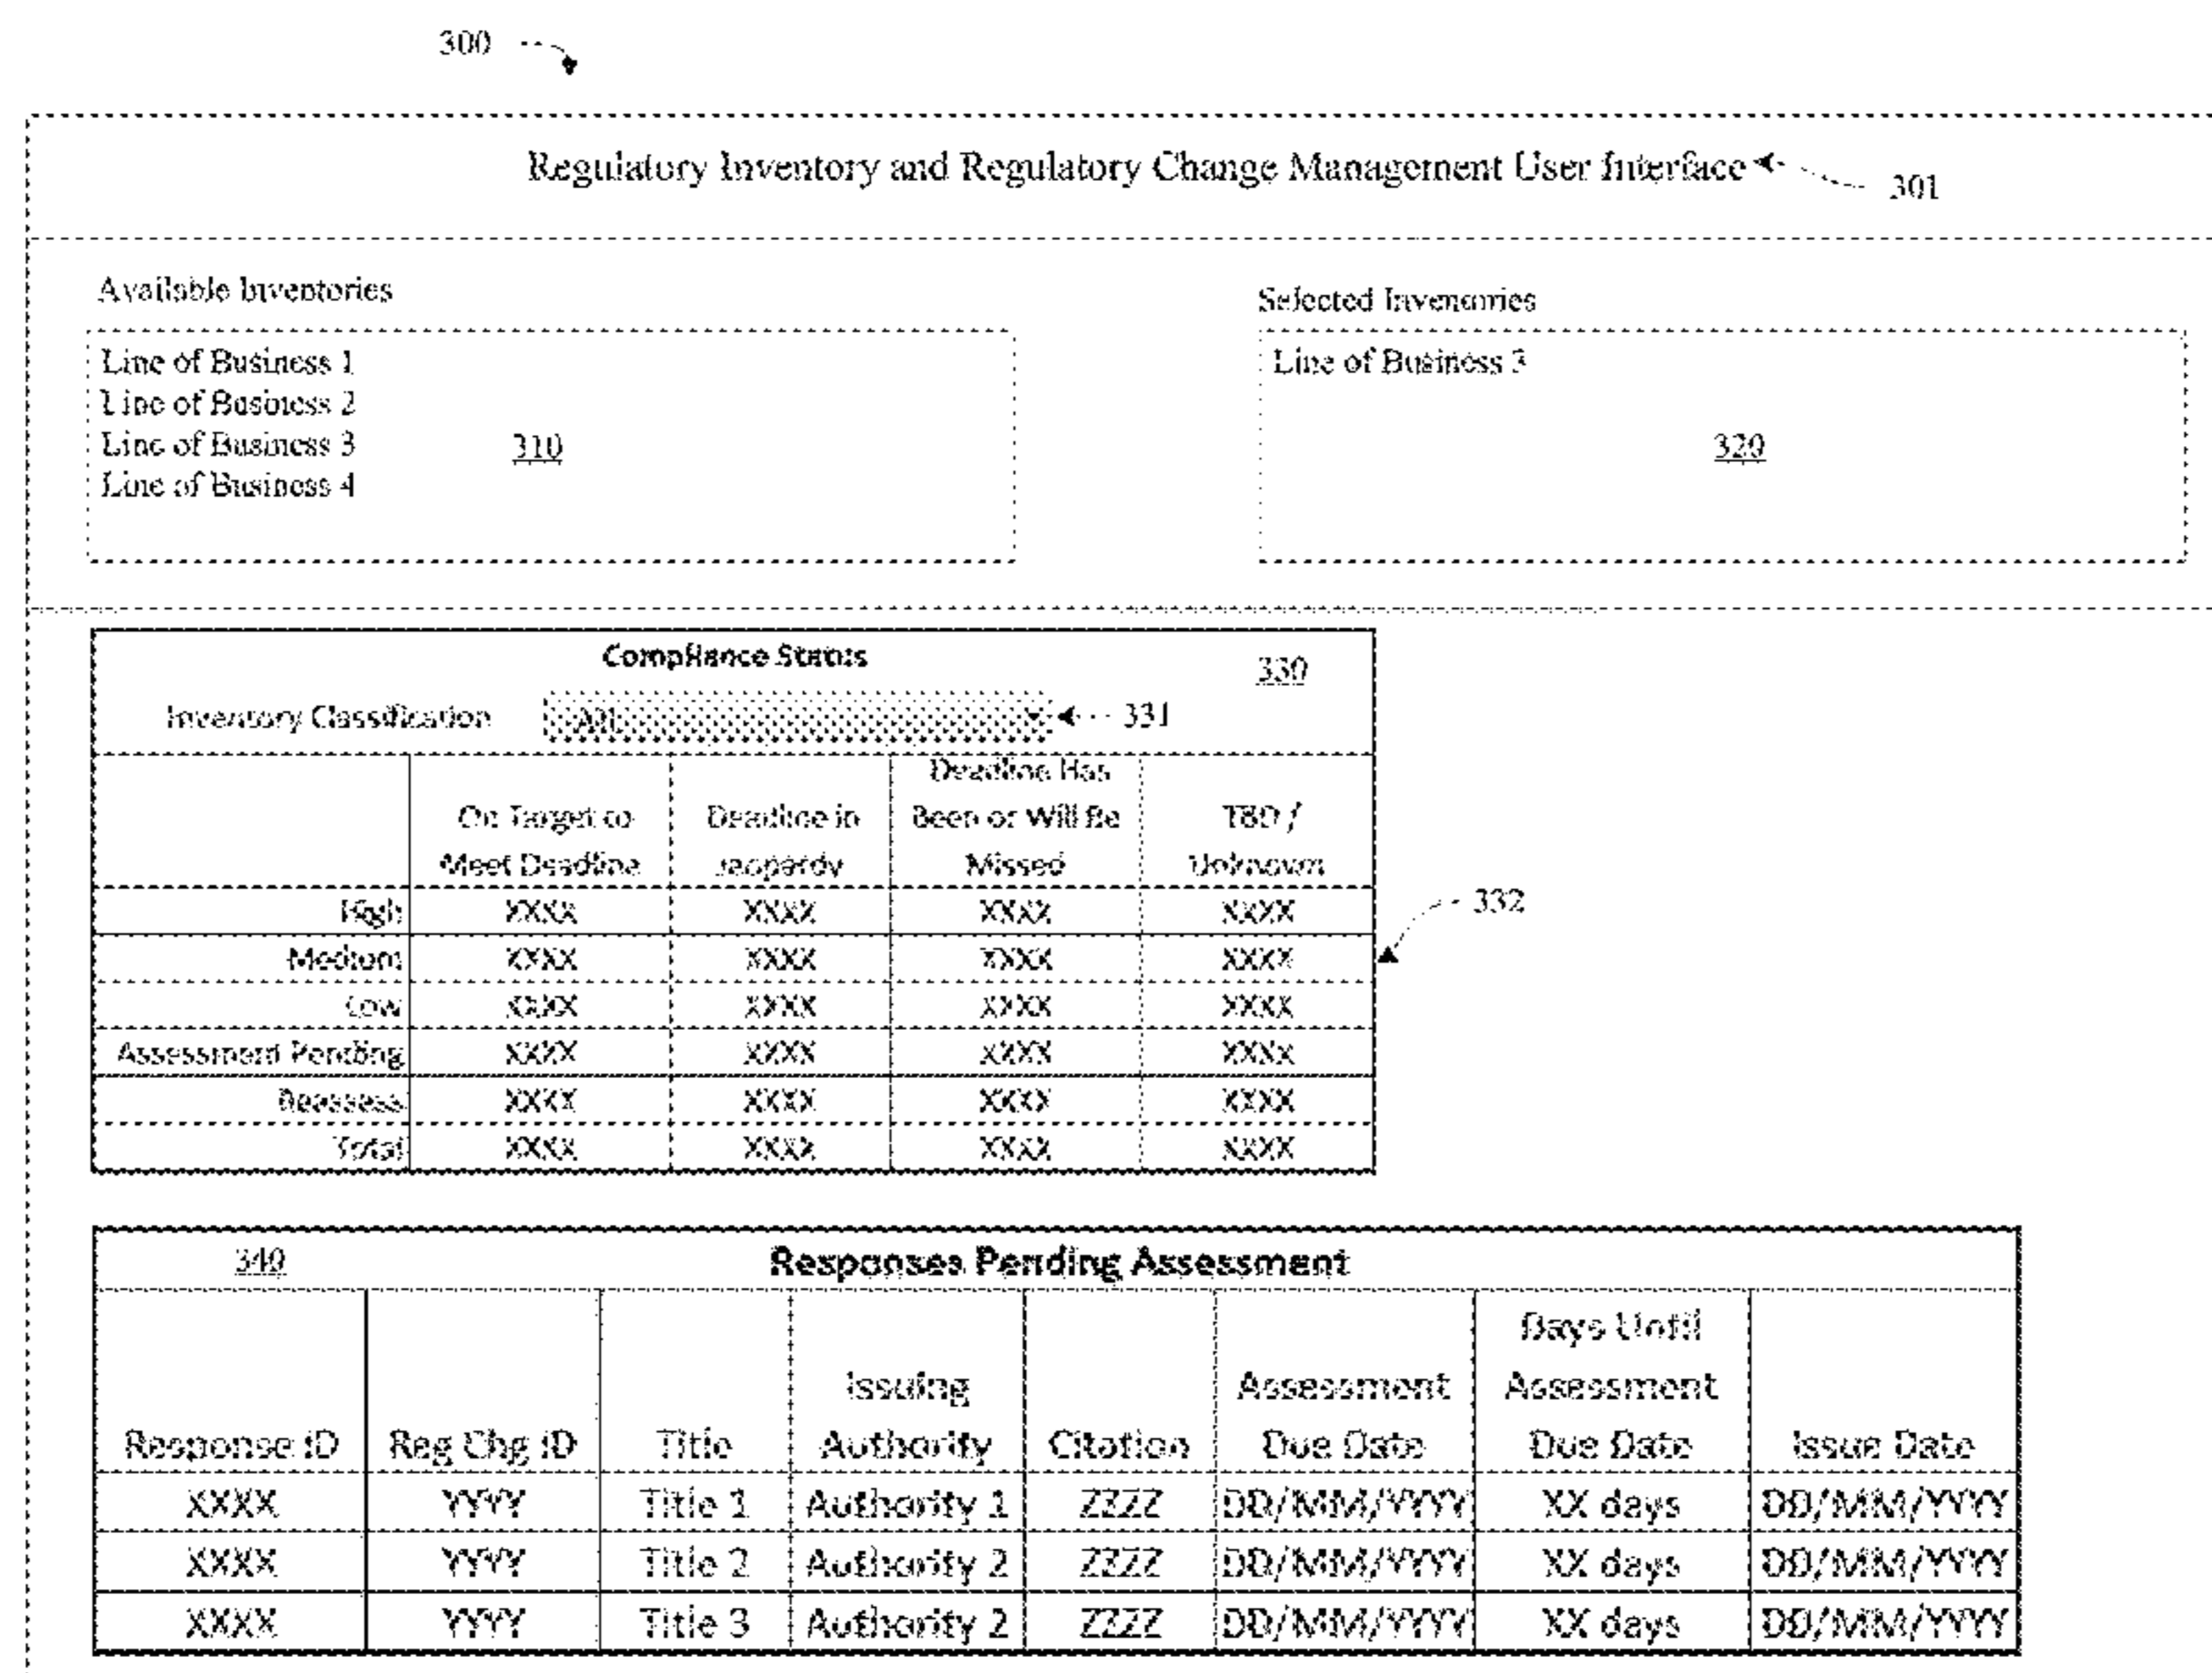 300
Regulatory Inventory and Regulatory Change Management User Interface
301
Available Inventories
Selected Inventories
Line of Business 1
Line of Business 2
Line of Business 3
Line of Business 4
310
Line of Business 3
320
Compliance Status
330
Inventory Classification
All
331
On Target to Meet Deadline
Deadline in Jeopardy
Deadline Has Been or Will Be Missed
TBD / Unknown
High XXXX XXXX XXXX XXXX
332
Medium XXXX XXXX XXXX XXXX
Low XXXX XXXX XXXX XXXX
Assessment Pending XXXX XXXX XXXX XXXX
Reassess XXXX XXXX XXXX XXXX
Total XXXX XXXX XXXX XXXX
340
Responses Pending Assessment
Response ID
Reg Chg ID
Title
Issuing Authority
Citation
Assessment Due Date
Days Until Assessment Due Date
Issue Date
XXXX YYYY Title 1 Authority 1 ZZZZ DD/MM/YYYY XX days DD/MM/YYYY
XXXX YYYY Title 2 Authority 2 ZZZZ DD/MM/YYYY XX days DD/MM/YYYY
XXXX YYYY Title 3 Authority 2 ZZZZ DD/MM/YYYY XX days DD/MM/YYYY